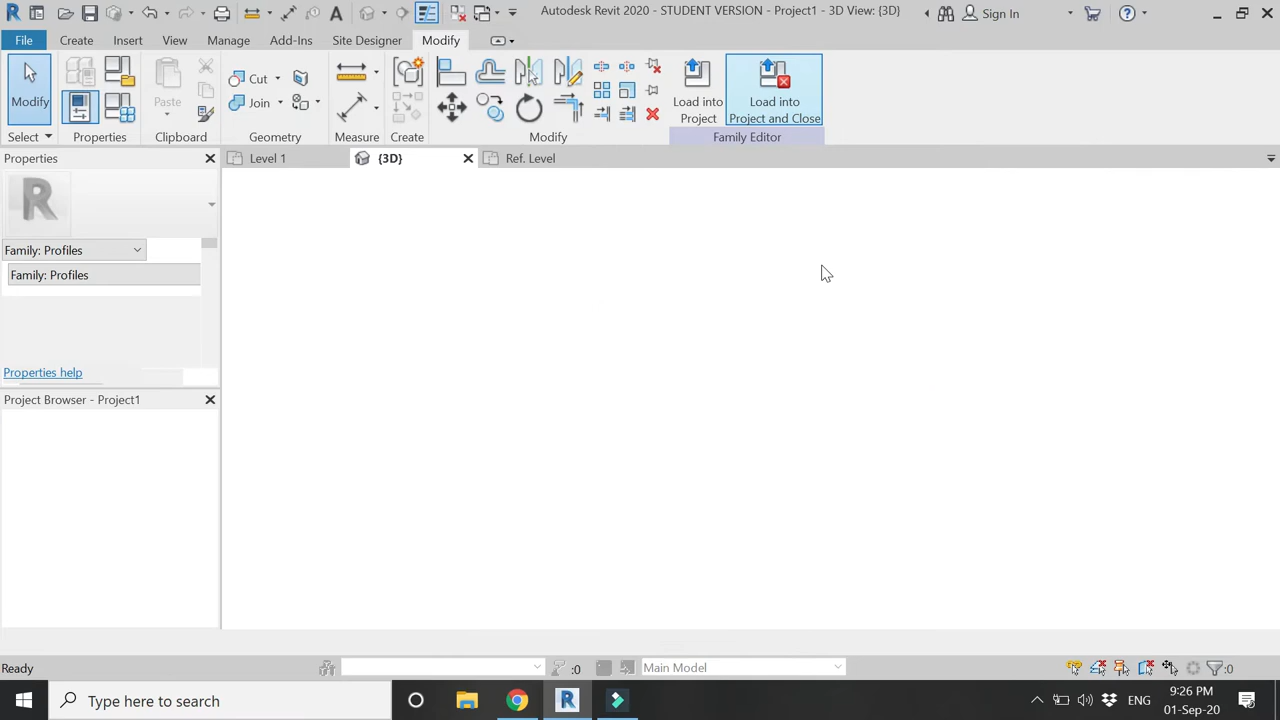 Autodesk Revit 2020 - STUDENT VERSION - Project1 - 3D View: {3D}
Sign In
File
Create
Insert
View
Manage
Add-Ins
Site Designer
Modify
Modify
Paste
Cut
Join
Load into
Project
Load into
Project and Close
Select
Properties
Clipboard
Geometry
Measure
Create
Modify
Family Editor
Properties
Level 1
{3D}
Ref. Level
Family: Profiles
Family: Profiles
Properties help
Project Browser - Project1
Ready
:0
Main Model
:0
Type here to search
ENG
9:26 PM
01-Sep-20